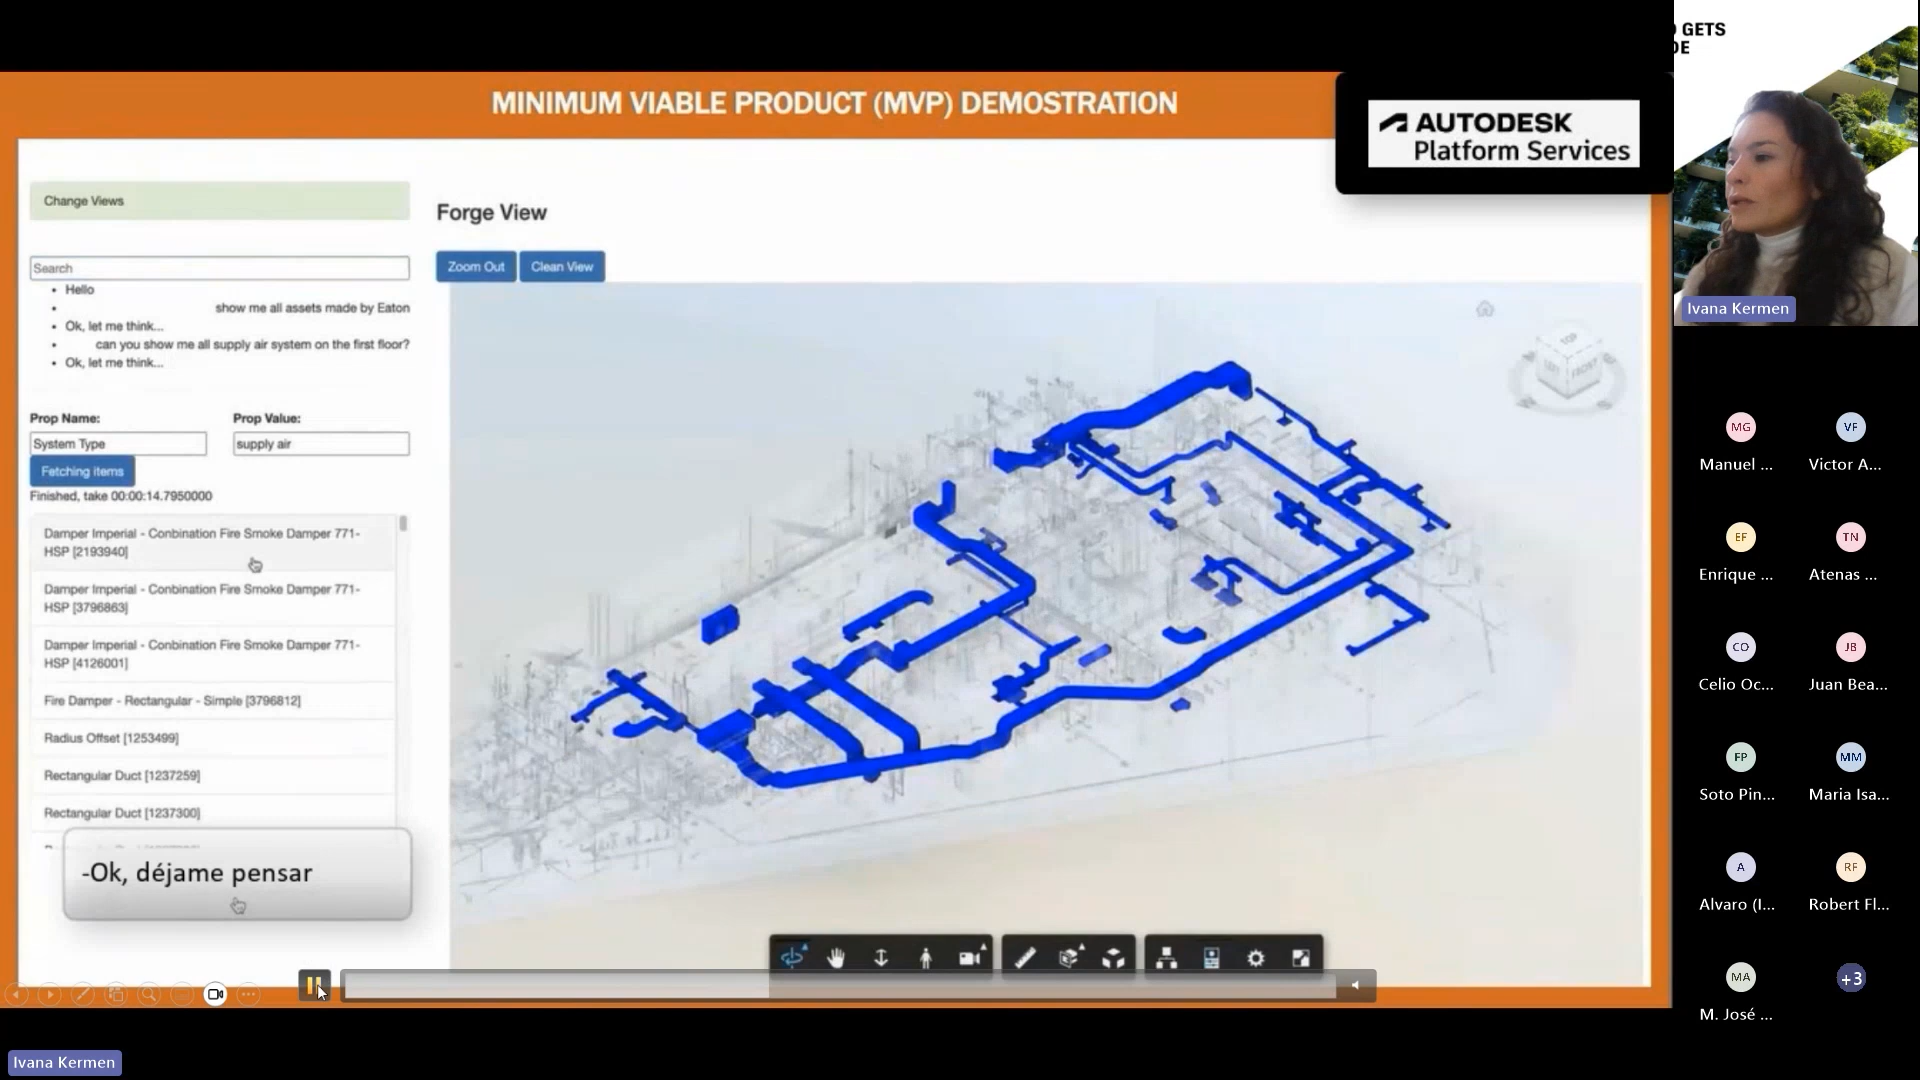 MINIMUM VIABLE PRODUCT (MVP) DEMOSTRATION
AUTODESK
Platform Services
GETS
DE
Change Views
Forge View
Zoom Out
Clean View
Search
Hello
show me all assets made by Eaton
Ok, let me think...
can you show me all supply air system on the first floor?
Ok, let me think...
Prop Name:
Prop Value:
System Type
supply air
Fetching items
Finished, take 00:00:14.7950000
Damper Imperial - Conbination Fire Smoke Damper 771-
HSP [2193940]
Damper Imperial - Conbination Fire Smoke Damper 771-
HSP [3796863]
Damper Imperial - Conbination Fire Smoke Damper 771-
HSP [4126001]
Fire Damper - Rectangular - Simple [3796812]
Radius Offset [1253499]
Rectangular Duct [1237259]
Rectangular Duct [1237300]
-Ok, déjame pensar
TOP
LEFT
FRONT
Ivana Kermen
MG
Manuel ...
VF
Victor A...
EF
Enrique ...
TN
Atenas ...
CO
Celio Oc...
JB
Juan Bea...
FP
Soto Pin...
MM
Maria Isa...
A
Alvaro (I...
RF
Robert Fl...
MA
M. José ...
+3
Ivana Kermen